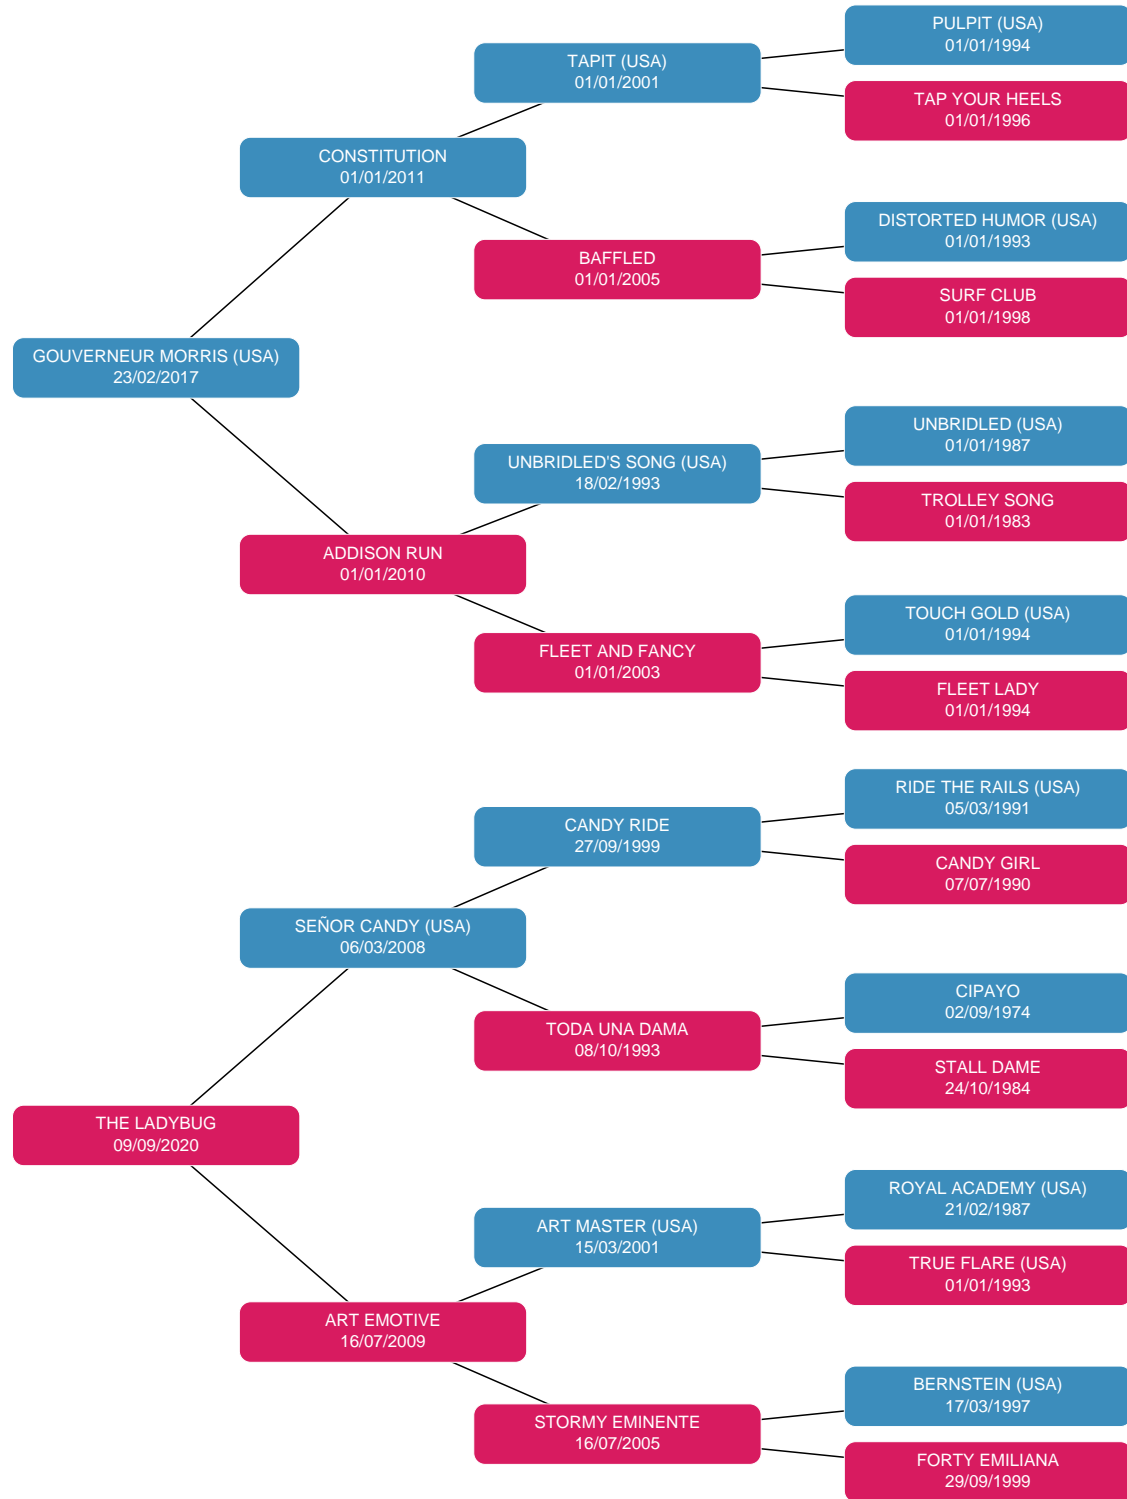 PULPIT (USA)
01/01/1994
TAPIT (USA)
01/01/2001
TAP YOUR HEELS
01/01/1996
CONSTITUTION
01/01/2011
DISTORTED HUMOR (USA)
01/01/1993
BAFFLED
01/01/2005
SURF CLUB
01/01/1998
GOUVERNEUR MORRIS (USA)
23/02/2017
UNBRIDLED (USA)
01/01/1987
UNBRIDLED'S SONG (USA)
18/02/1993
TROLLEY SONG
01/01/1983
ADDISON RUN
01/01/2010
TOUCH GOLD (USA)
01/01/1994
FLEET AND FANCY
01/01/2003
FLEET LADY
01/01/1994
RIDE THE RAILS (USA)
05/03/1991
CANDY RIDE
27/09/1999
CANDY GIRL
07/07/1990
SEÑOR CANDY (USA)
06/03/2008
CIPAYO
02/09/1974
TODA UNA DAMA
08/10/1993
STALL DAME
24/10/1984
THE LADYBUG
09/09/2020
ROYAL ACADEMY (USA)
21/02/1987
ART MASTER (USA)
15/03/2001
TRUE FLARE (USA)
01/01/1993
ART EMOTIVE
16/07/2009
BERNSTEIN (USA)
17/03/1997
STORMY EMINENTE
16/07/2005
FORTY EMILIANA
29/09/1999